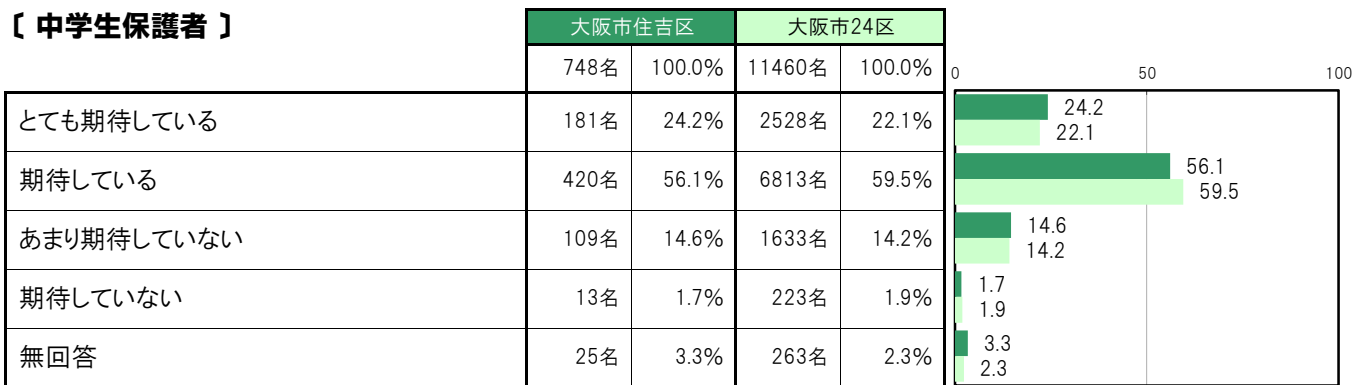 〔 中学生保護者 〕
大阪市住吉区 大阪市24区
748名 100.0% 11460名 100.0%
0 50 100
とても期待している 181名 24.2% 2528名 22.1%
24.2
22.1
期待している 420名 56.1% 6813名 59.5%
56.1
59.5
あまり期待していない 109名 14.6% 1633名 14.2%
14.6
14.2
期待していない 13名 1.7% 223名 1.9%
1.7
1.9
無回答 25名 3.3% 263名 2.3%
3.3
2.3